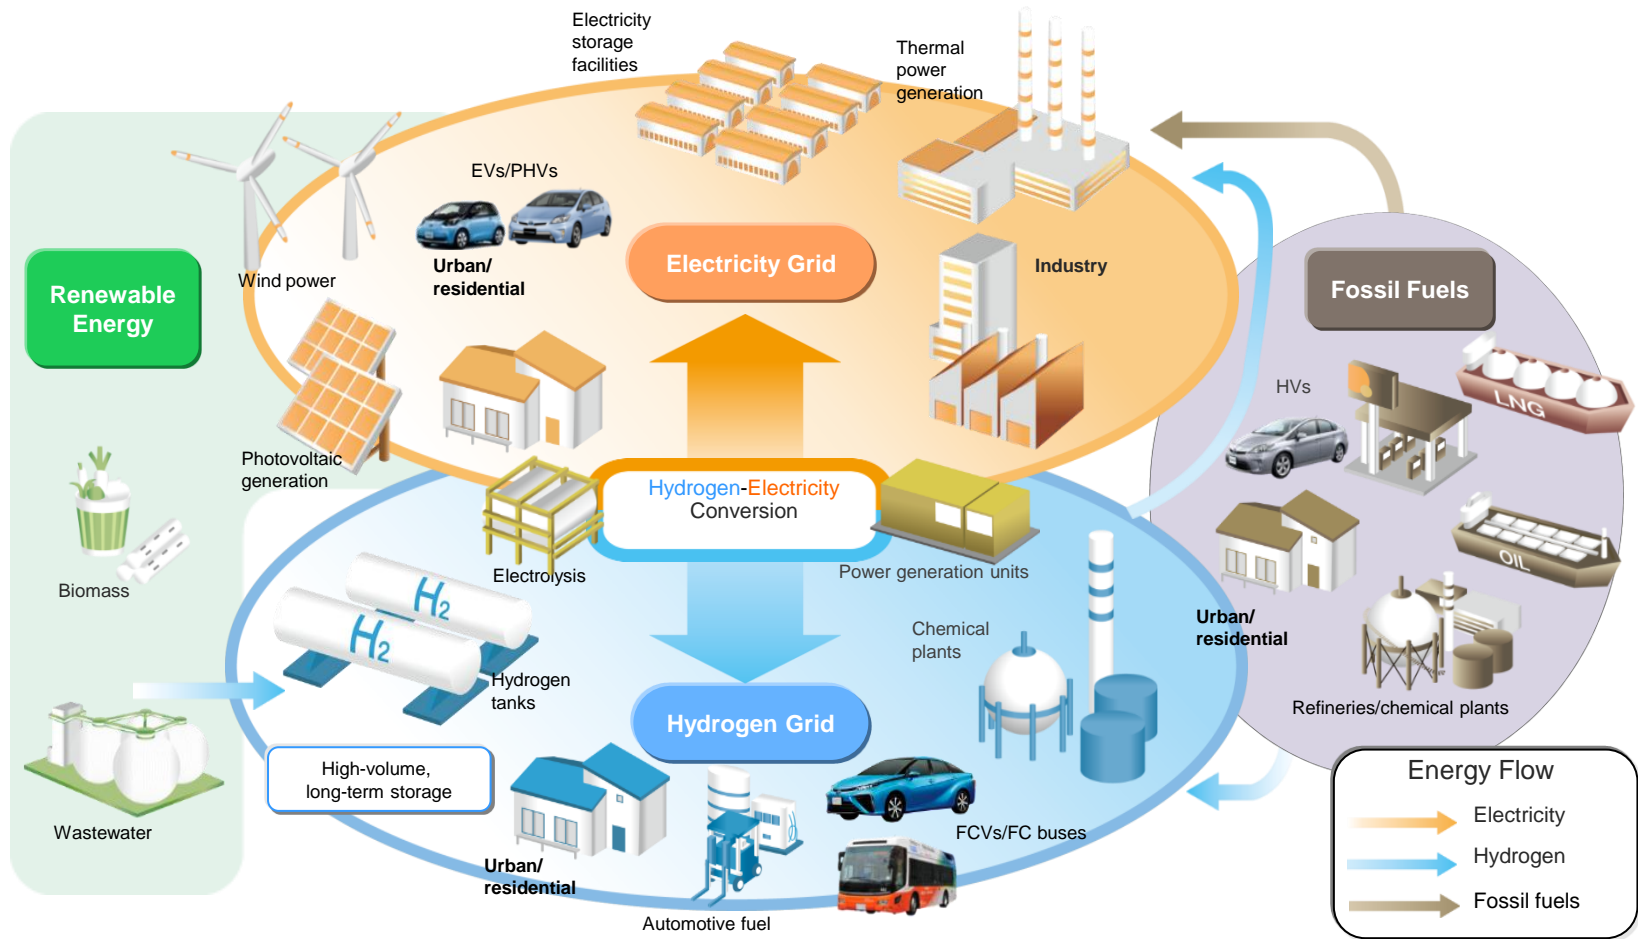 Electricity
storage
facilities
Thermal
power
generation
EVs/PHVs
Urban/
residential
Electricity Grid
Industry
Wind power
Renewable
Energy
Fossil Fuels
LNG
HVs
Photovoltaic
generation
Hydrogen-Electricity
Conversion
OIL
Biomass
Electrolysis
Power generation units
H2
H2
Chemical
plants
Urban/
residential
Hydrogen
tanks
Refineries/chemical plants
Hydrogen Grid
High-volume,
long-term storage
Wastewater
FCVs/FC buses
Urban/
residential
Automotive fuel
Energy Flow
Electricity
Hydrogen
Fossil fuels